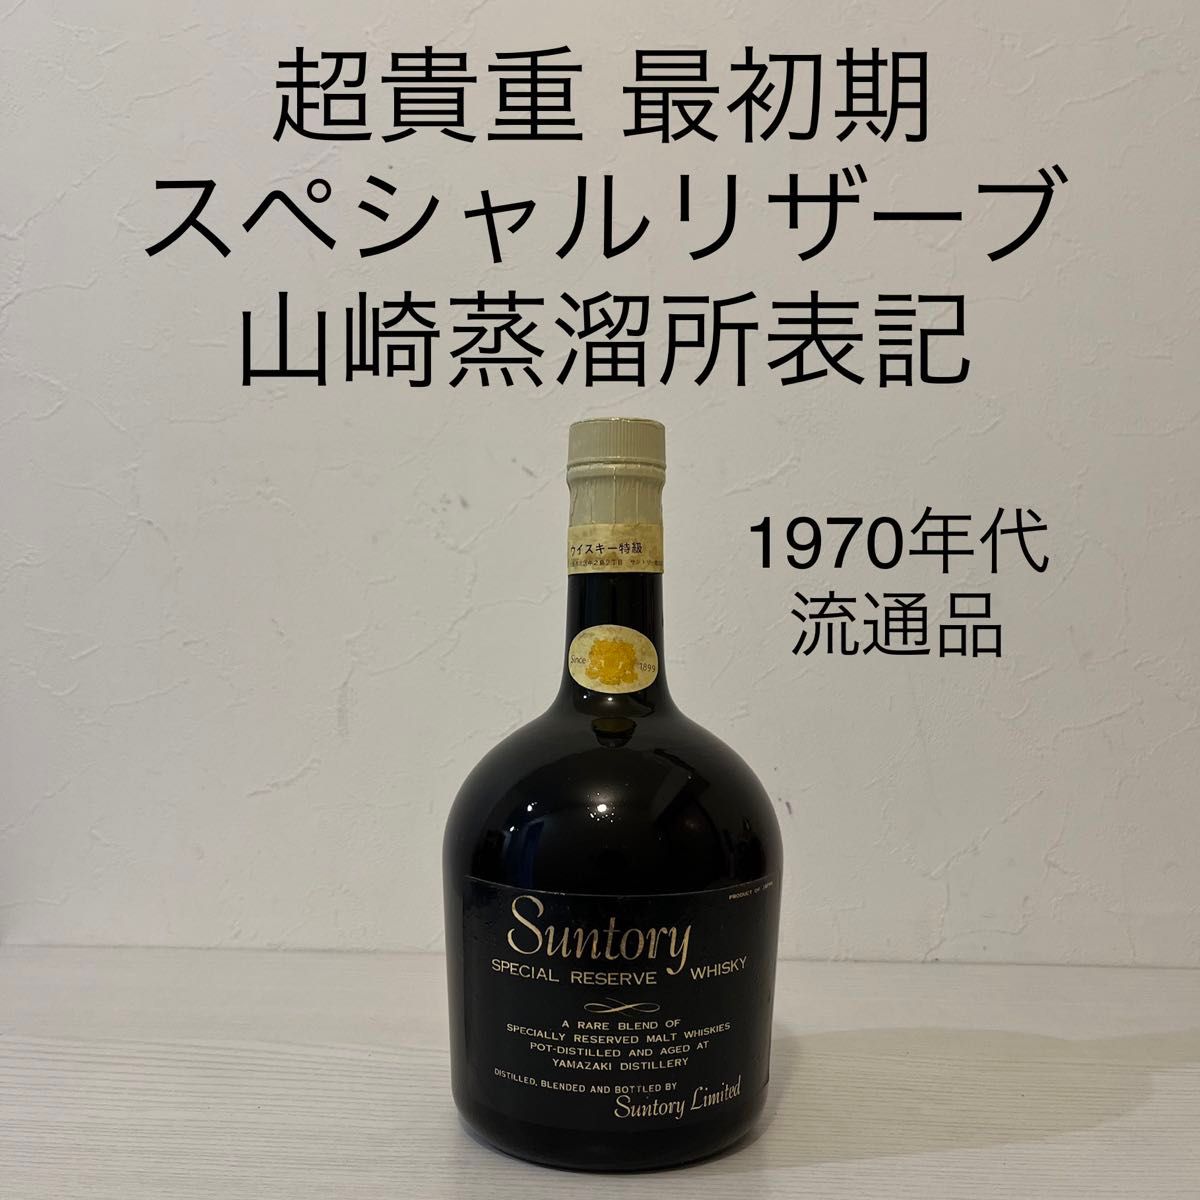 超貴重 最初期
スペシャルリザーブ
山崎蒸溜所表記
1970年代
流通品
ウイスキー特級
Since 1899
PRODUCT OF JAPAN
Suntory
SPECIAL RESERVE WHISKY
A RARE BLEND OF
SPECIALLY RESERVED MALT WHISKIES
POT-DISTILLED AND AGED AT
YAMAZAKI DISTILLERY
DISTILLED, BLENDED AND BOTTLED BY
Suntory Limited